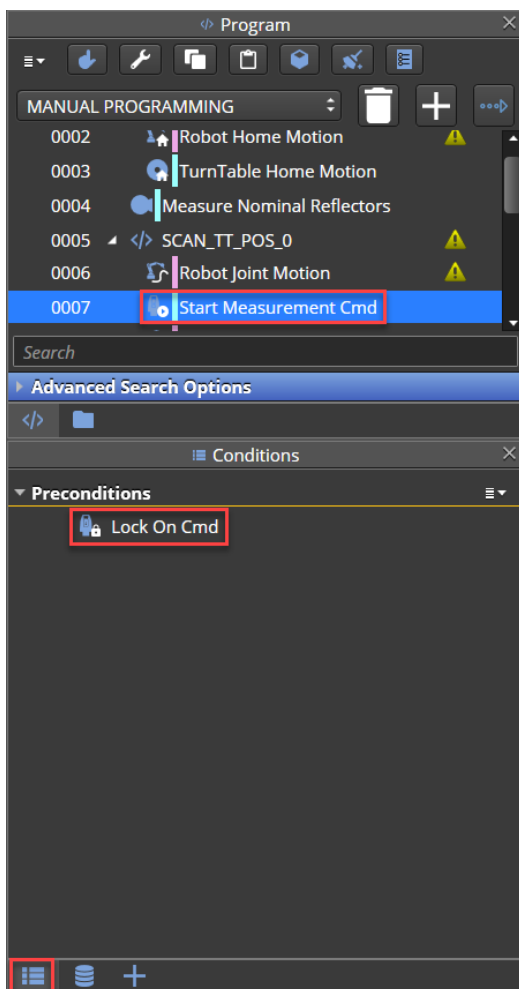 </> Program
MANUAL PROGRAMMING
0002 Robot Home Motion
0003 TurnTable Home Motion
0004 Measure Nominal Reflectors
0005 </> SCAN_TT_POS_0
0006 Robot Joint Motion
0007 Start Measurement Cmd
Search
Advanced Search Options
</>
Conditions
Preconditions
Lock On Cmd